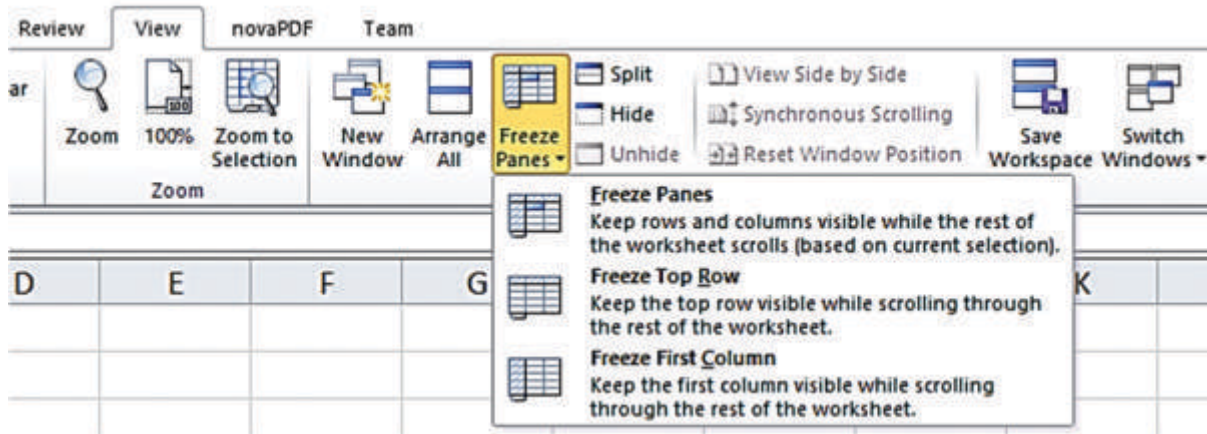 Review View novaPDF Team
ar
Zoom 100% Zoom to Selection
New Window Arrange All Freeze Panes
Split
Hide
Unhide
View Side by Side
Synchronous Scrolling
Reset Window Position
Save Workspace Switch Windows
Zoom
Freeze Panes
Keep rows and columns visible while the rest of
the worksheet scrolls (based on current selection).
Freeze Top Row
Keep the top row visible while scrolling through
the rest of the worksheet.
Freeze First Column
Keep the first column visible while scrolling
through the rest of the worksheet.
D E F G K
100